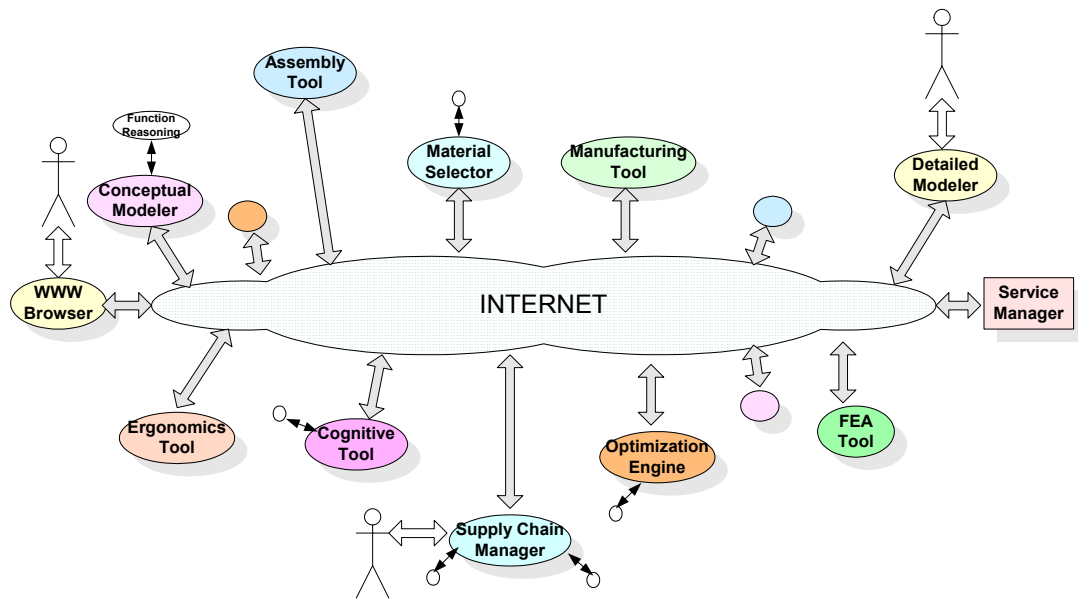 Assembly
Tool
Function
Reasoning
Material
Selector
Manufacturing
Tool
Detailed
Modeler
Conceptual
Modeler
WWW
Browser
INTERNET
Service
Manager
Ergonomics
Tool
Cognitive
Tool
Optimization
Engine
FEA
Tool
Supply Chain
Manager